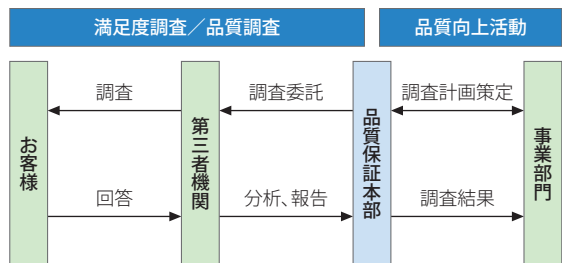 満足度調査／品質調査
品質向上活動
調査
調査委託
調査計画策定
お客様
第三者機関
品質保証本部
事業部門
回答
分析、報告
調査結果